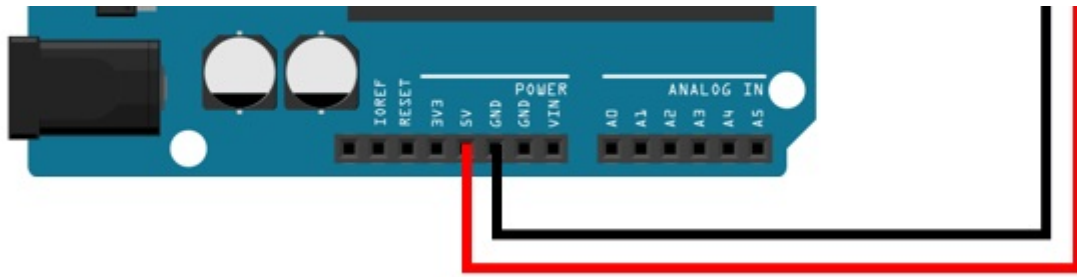 POWER
ANALOG IN
IOREF
RESET
3V3
5V
GND
GND
VIN
A0
A1
A2
A3
A4
A5